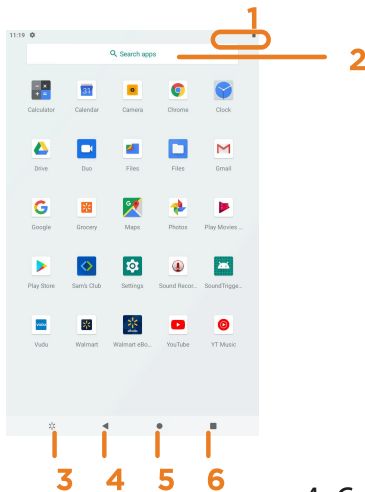 1
11:19
Search apps
2
Calculator Calendar Camera Chrome Clock
Drive Duo Files Files Gmail
Google Grocery Maps Photos Play Movies ...
Play Store Sam's Club Settings Sound Recor.. SoundTrigge..
Vudu Walmart Walmart eBo... YouTube YT Music
3 4 5 6